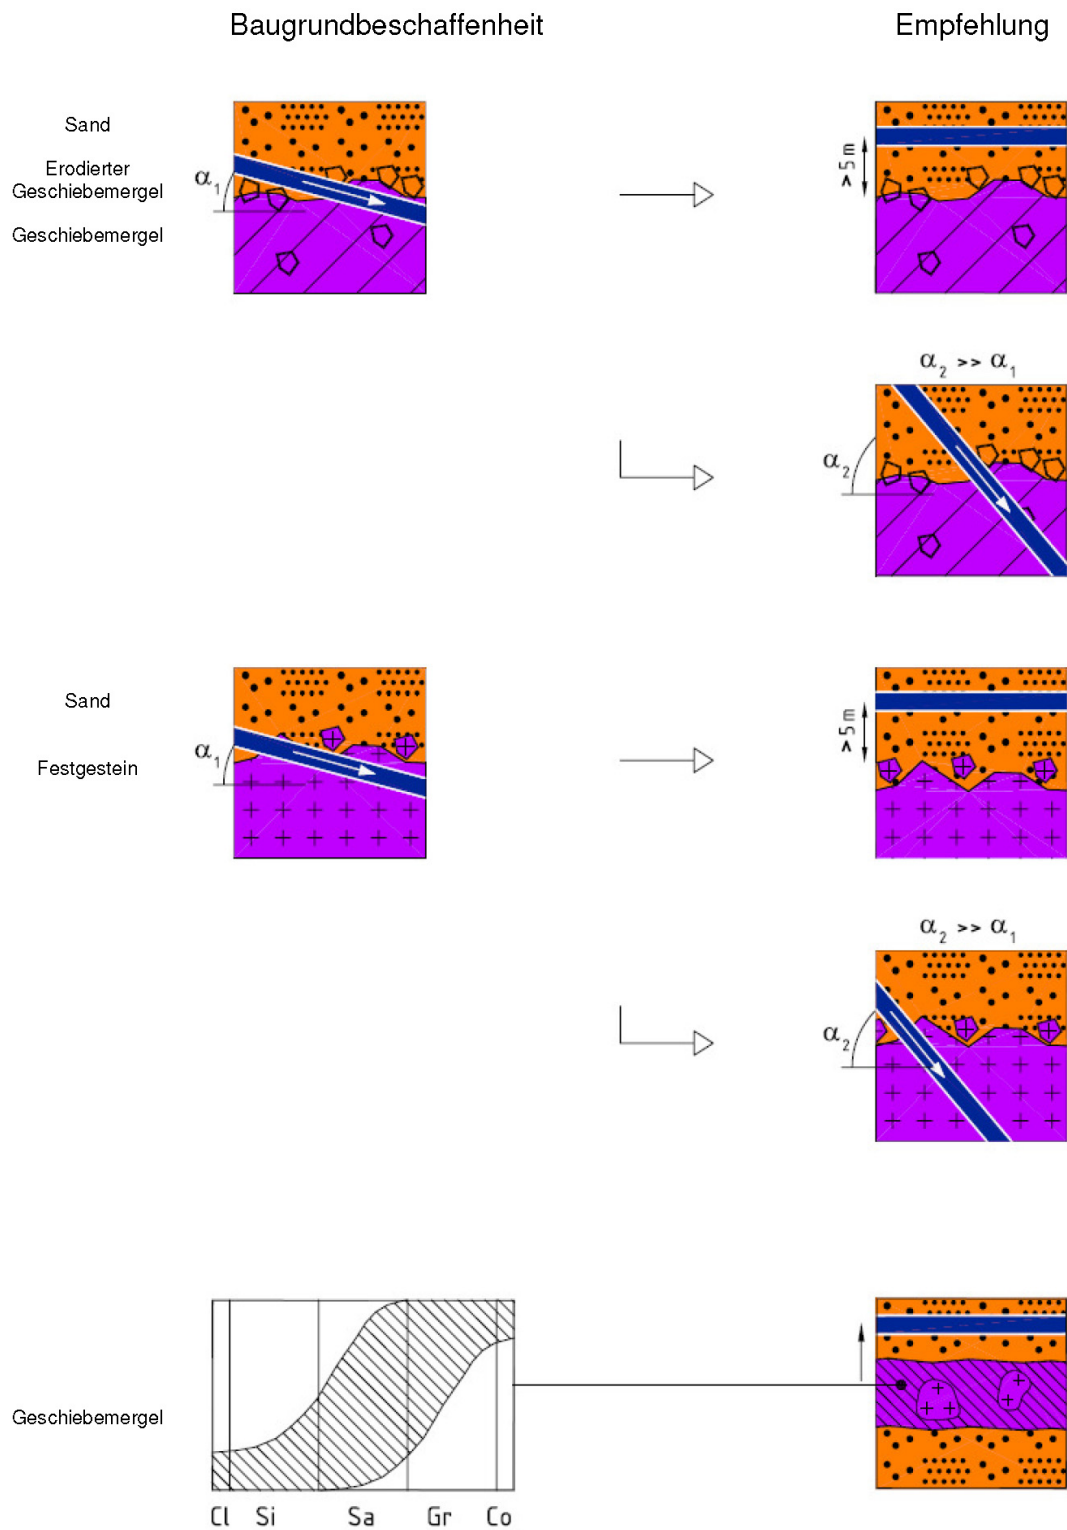 Baugrundbeschaffenheit
Empfehlung
Sand
Erodierter
Geschiebemergel
Geschiebemergel
α1
> 5 m
α2 >> α1
α2
Sand
Festgestein
α1
> 5 m
α2 >> α1
α2
Geschiebemergel
Cl Si Sa Gr Co